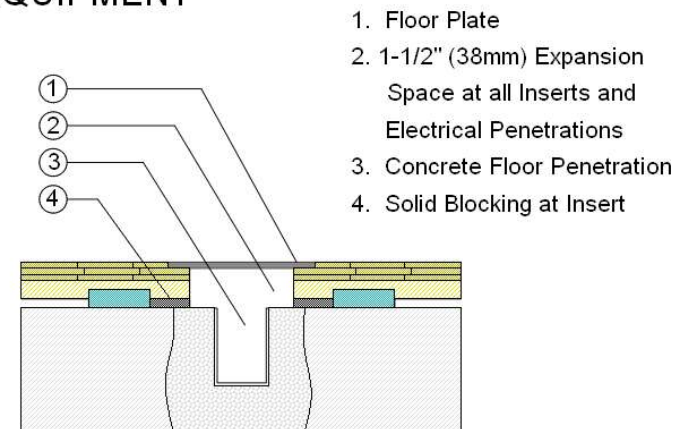 1. Floor Plate
2. 1-1/2" (38mm) Expansion
Space at all Inserts and
Electrical Penetrations
3. Concrete Floor Penetration
4. Solid Blocking at Insert
1
2
3
4